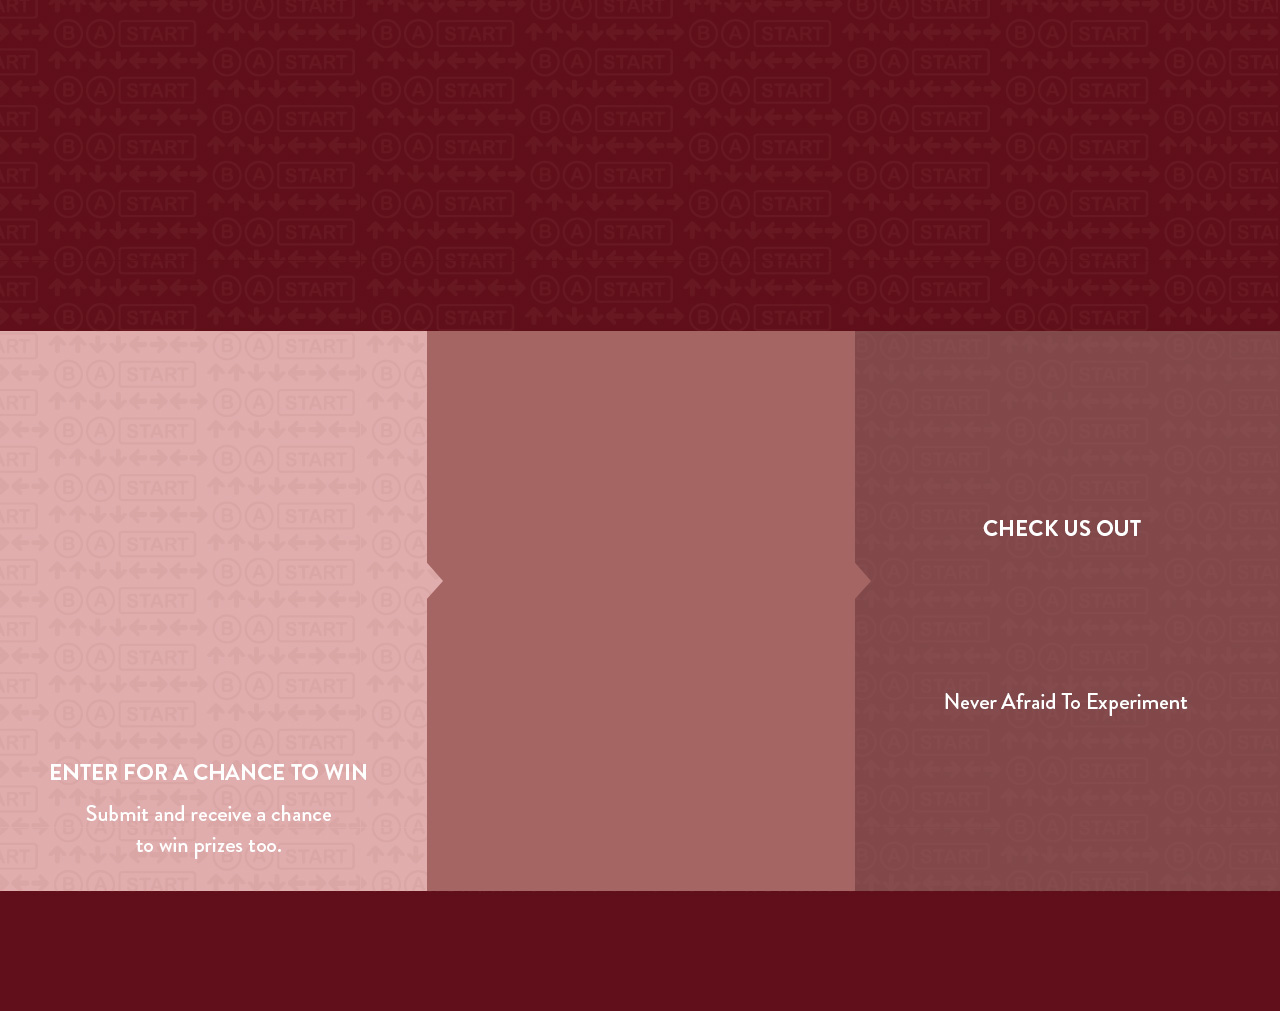 CHECK US OUT
Never Afraid To Experiment
ENTER FOR A CHANCE TO WIN
Submit and receive a chance
to win prizes too.